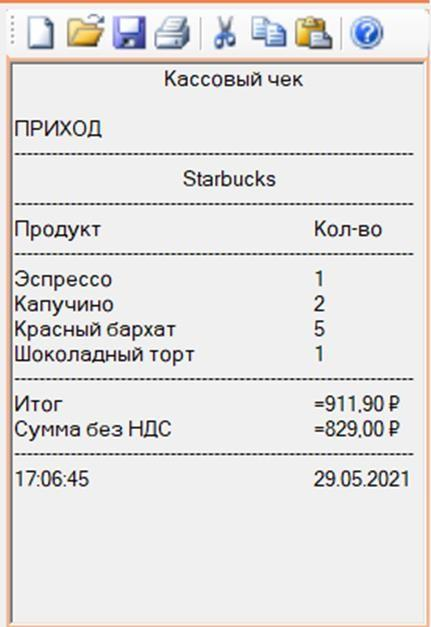 Кассовый чек
ПРИХОД
Starbucks
Продукт Кол-во
Эспрессо 1
Капучино 2
Красный бархат 5
Шоколадный торт 1
Итог =911,90 ₽
Сумма без НДС =829,00 ₽
17:06:45 29.05.2021